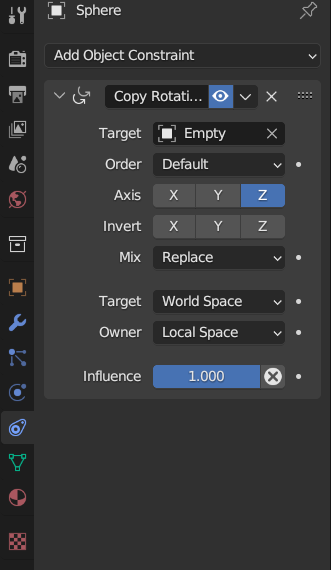 Sphere
Add Object Constraint
Copy Rotati...
Target Empty
Order Default
Axis X Y Z
Invert X Y Z
Mix Replace
Target World Space
Owner Local Space
Influence 1.000